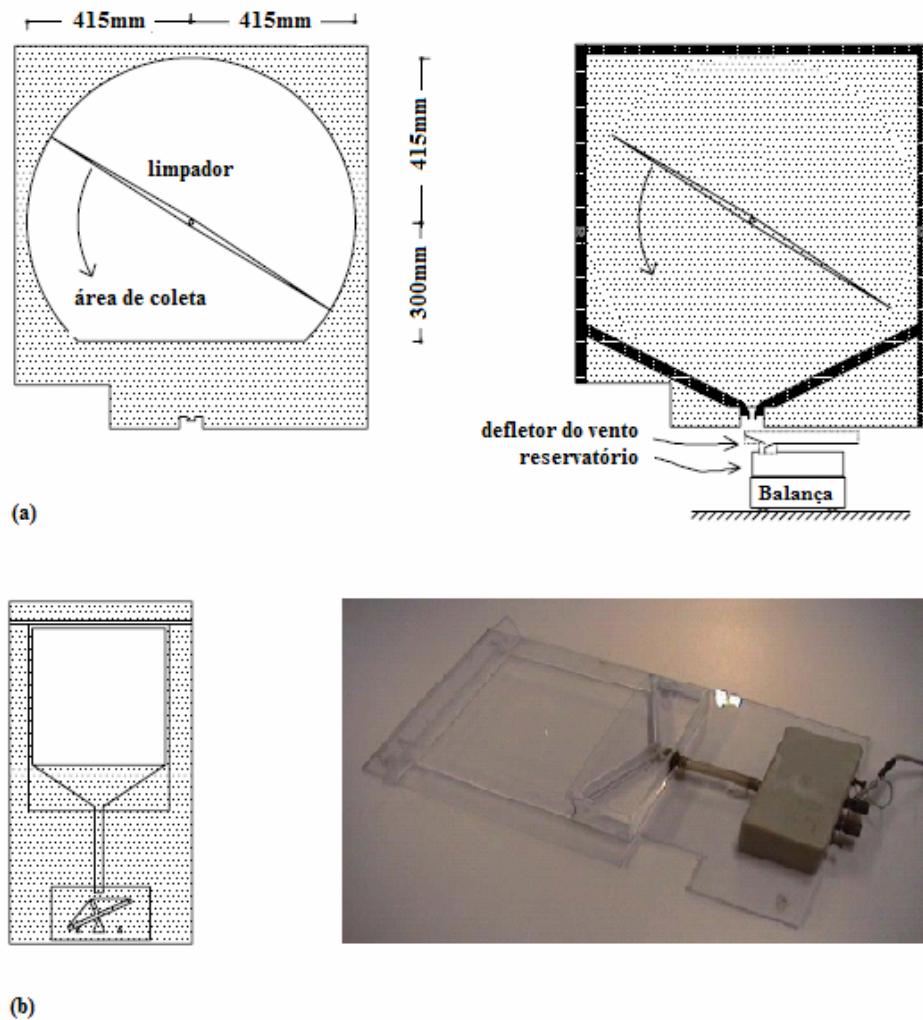 415mm 415mm
415mm
limpador
300mm
área de coleta
defletor do vento
reservatório
Balança
(a)
(b)